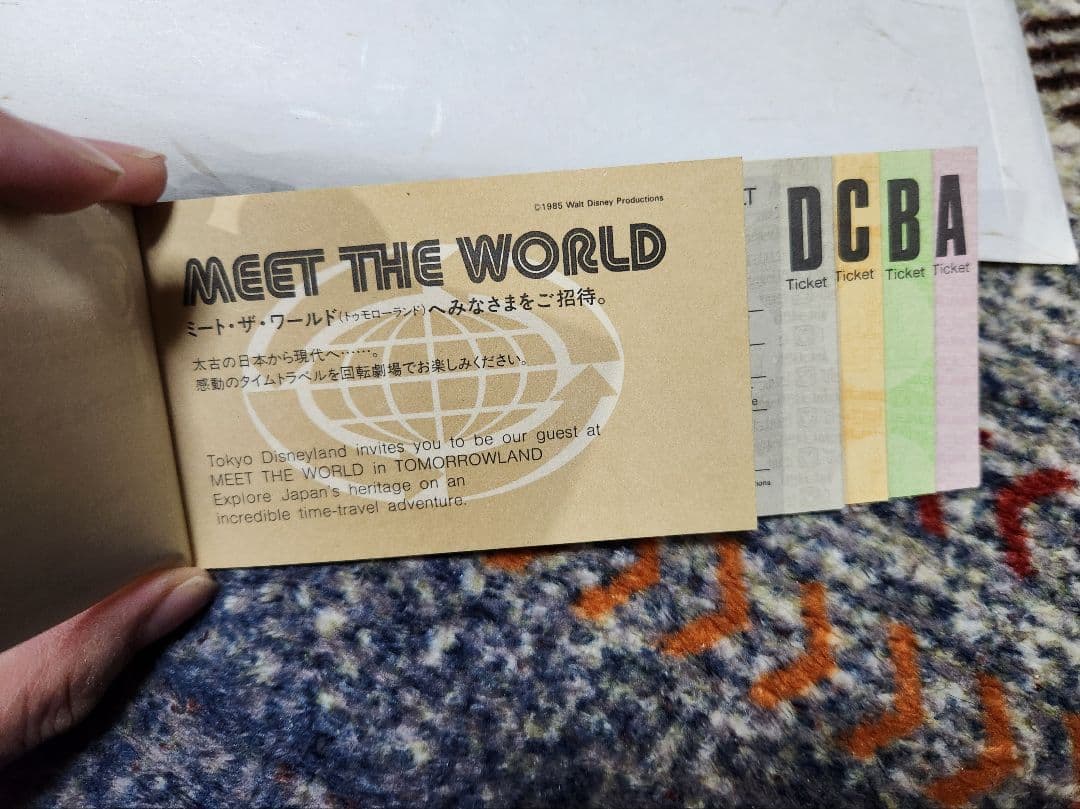 ©1985 Walt Disney Productions
MEET THE WORLD
ミート・ザ・ワールド(トゥモローランド)へみなさまをご招待。
太古の日本から現代へ……。
感動のタイムトラベルを回転劇場でお楽しみください。
Tokyo Disneyland invites you to be our guest at
MEET THE WORLD in TOMORROWLAND
Explore Japan's heritage on an
incredible time-travel adventure.
D
Ticket
C
Ticket
B
Ticket
A
Ticket